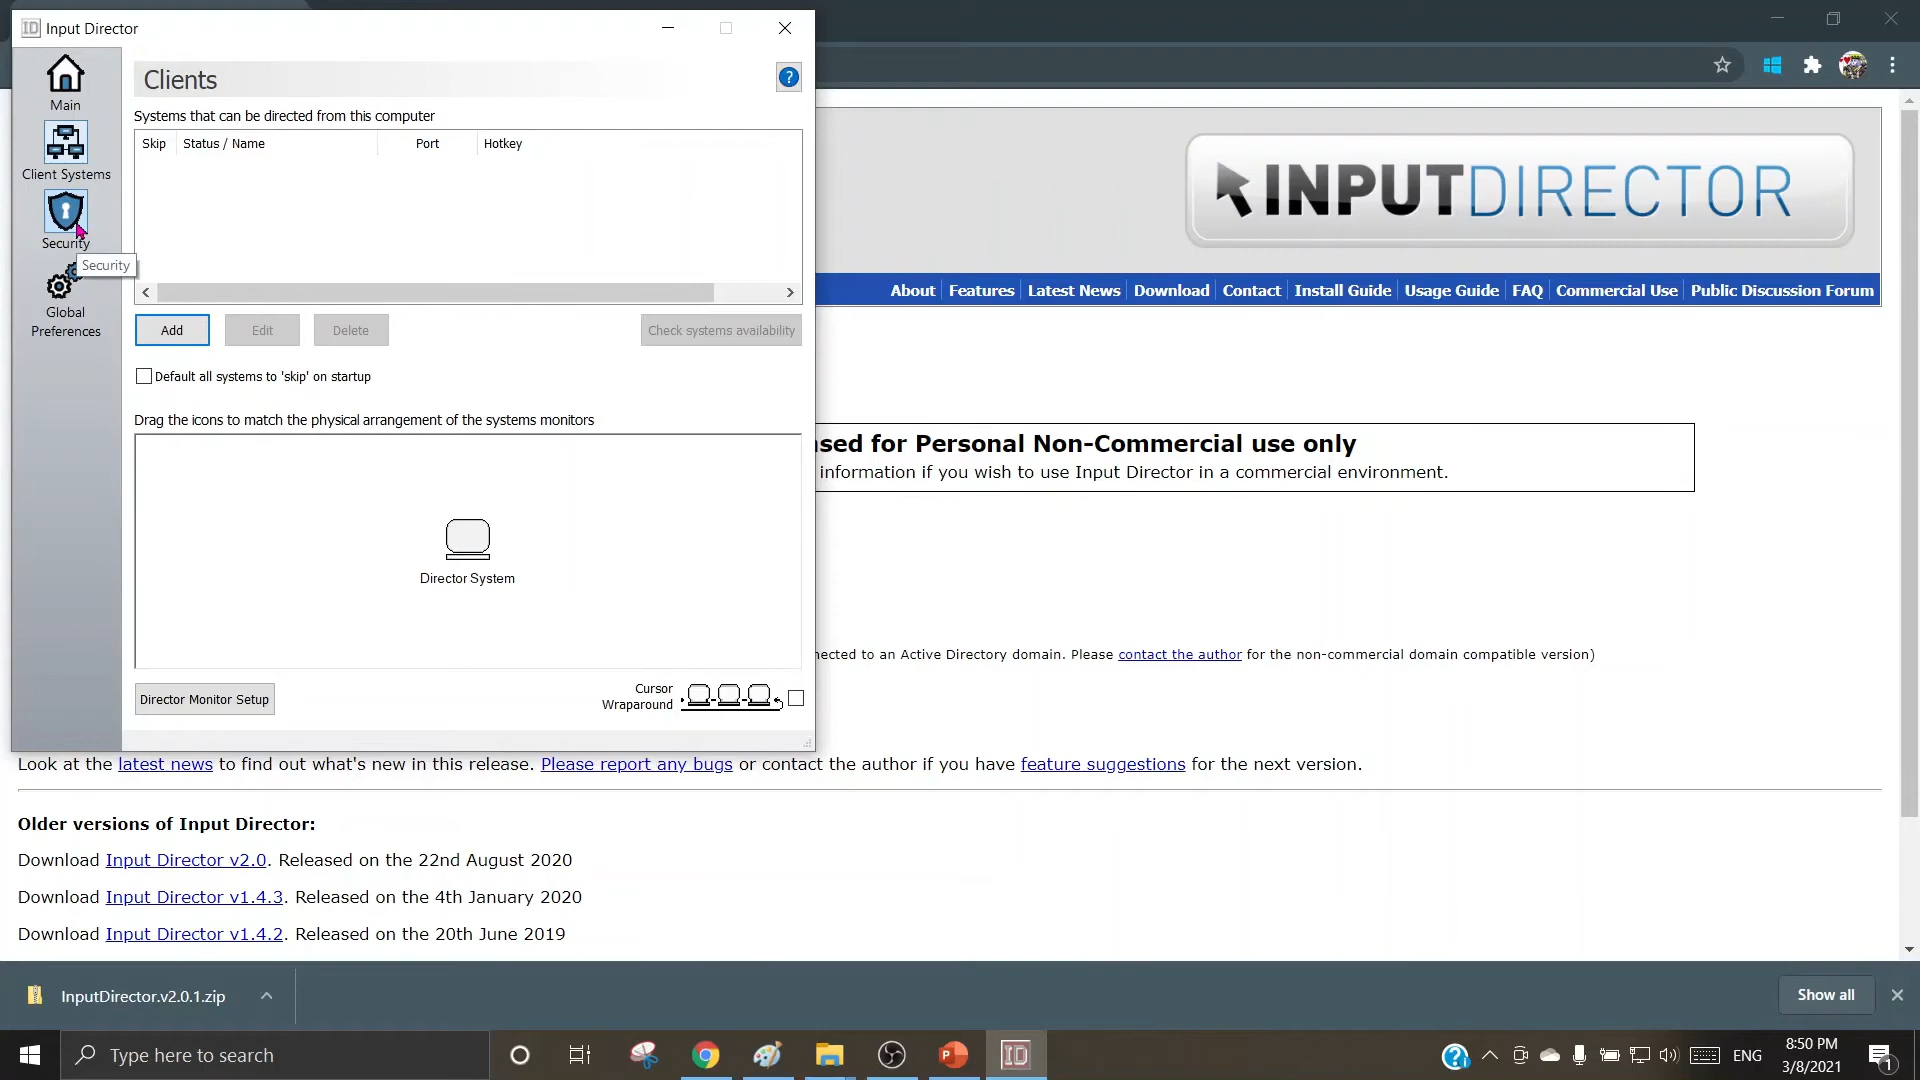 Input Director
Main
Client Systems
Security
Security
Global
Preferences
Clients
Systems that can be directed from this computer
Skip Status / Name Port Hotkey
Add Edit Delete Check systems availability
Default all systems to 'skip' on startup
Drag the icons to match the physical arrangement of the systems monitors
Director System
Director Monitor Setup
Cursor
Wraparound
INPUTDIRECTOR
About Features Latest News Download Contact Install Guide Usage Guide FAQ Commercial Use Public Discussion Forum
for Personal Non-Commercial use only
information if you wish to use Input Director in a commercial environment.
to an Active Directory domain. Please contact the author for the non-commercial domain compatible version)
Look at the latest news to find out what's new in this release. Please report any bugs or contact the author if you have feature suggestions for the next version.
Older versions of Input Director:
Download Input Director v2.0. Released on the 22nd August 2020
Download Input Director v1.4.3. Released on the 4th January 2020
Download Input Director v1.4.2. Released on the 20th June 2019
InputDirector.v2.0.1.zip
Show all
Type here to search
ENG
8:50 PM
3/8/2021
1
ID
ID